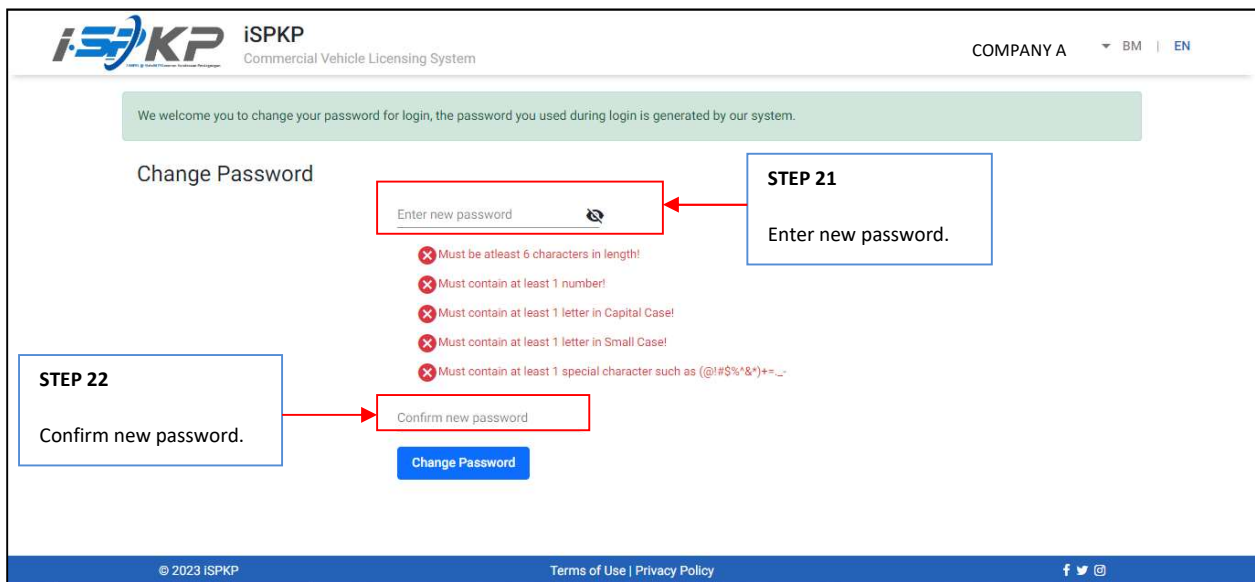 i.SPKP
iSPKP
Commercial Vehicle Licensing System
COMPANY A
BM | EN
We welcome you to change your password for login, the password you used during login is generated by our system.
Change Password
STEP 21
Enter new password.
Enter new password
Must be atleast 6 characters in length!
Must contain at least 1 number!
Must contain at least 1 letter in Capital Case!
Must contain at least 1 letter in Small Case!
Must contain at least 1 special character such as (@!#$%^&*)+=._-
STEP 22
Confirm new password.
Confirm new password
Change Password
© 2023 iSPKP
Terms of Use | Privacy Policy